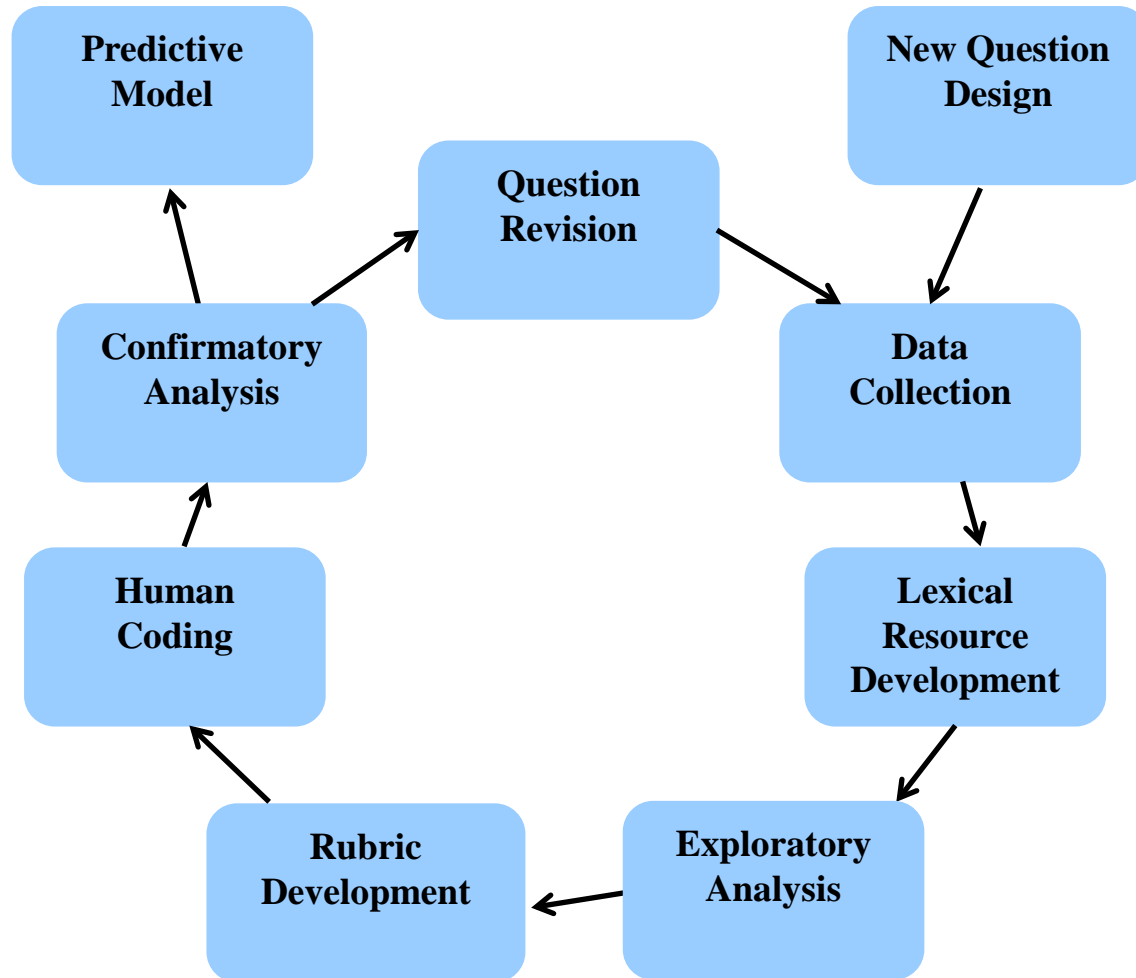 Predictive
Model
New Question
Design
Question
Revision
Confirmatory
Analysis
Data
Collection
Human
Coding
Lexical
Resource
Development
Rubric
Development
Exploratory
Analysis